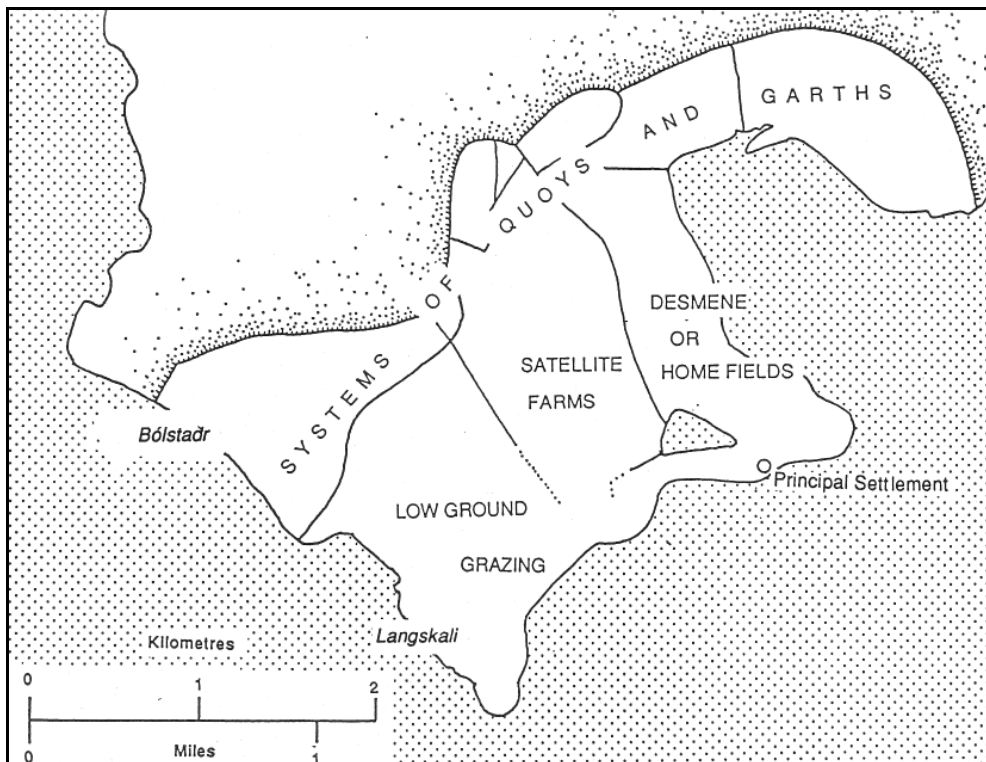 SYSTEMS OF QUOYS AND GARTHS
DESMENE
OR
HOME FIELDS
SATELLITE
FARMS
Bólstaðr
Principal Settlement
LOW GROUND
GRAZING
Langskali
Kilometres
0 1 2
0 1
Miles